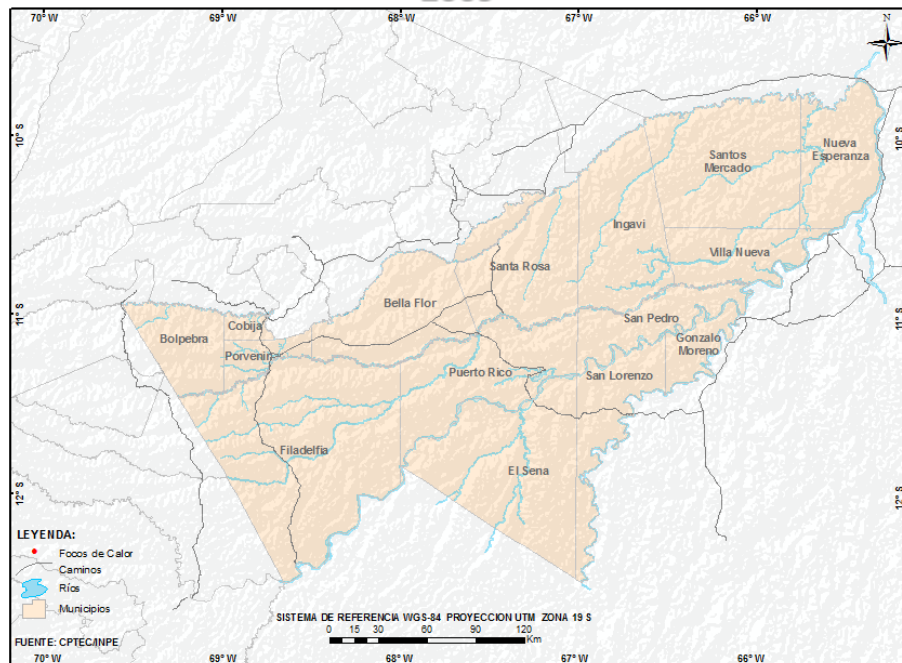 70° W 69° W 68° W 67° W 66° W
N
10° S
10° S
Nueva
Esperanza
Santos
Mercado
Ingavi
Villa Nueva
Santa Rosa
Bella Flor
11° S
11° S
San Pedro
Cobija
Bolpebra
Gonzalo
Moreno
Porvenir
Puerto Rico
San Lorenzo
Filadelfia
El Sena
12° S
12° S
LEYENDA:
Focos de Calor
Caminos
Ríos
Municipios
SISTEMA DE REFERENCIA WGS-84 PROYECCION UTM ZONA 19 S
0 15 30 60 90 120
Km
FUENTE: CPTEC/INPE
70° W 69° W 68° W 67° W 66° W